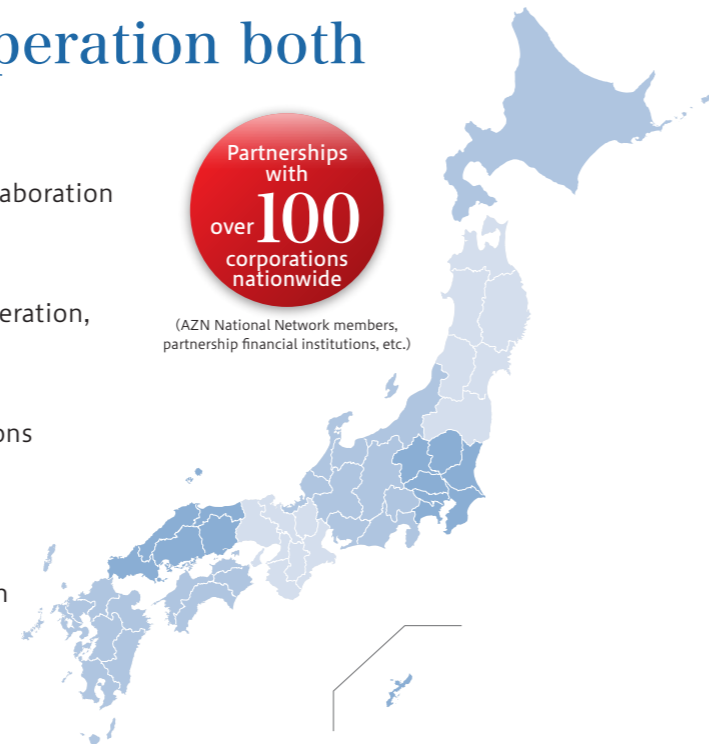 peration both
aboration
Partnerships
with
over 100
corporations
nationwide
eration,
(AZN National Network members,
partnership financial institutions, etc.)
ons
n